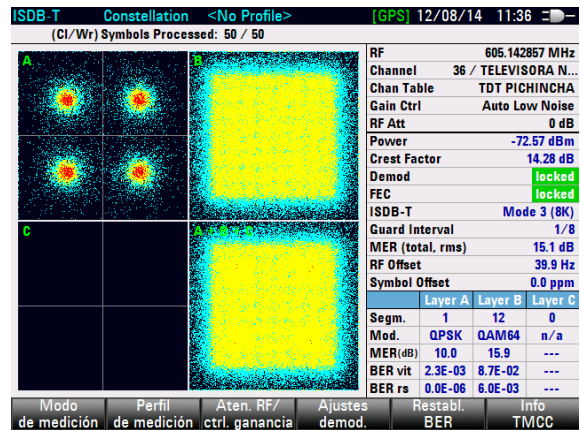 ISDB-T Constellation <No Profile> [GPS] 12/08/14 11:36
(CI/Wr) Symbols Processed: 50 / 50
A
B
C
A + B + C
RF 605.142857 MHz
Channel 36 / TELEVISORA N...
Chan Table TDT PICHINCHA
Gain Ctrl Auto Low Noise
RF Att 0 dB
Power -72.57 dBm
Crest Factor 14.28 dB
Demod locked
FEC locked
ISDB-T Mode 3 (8K)
Guard Interval 1/8
MER (total, rms) 15.1 dB
RF Offset 39.9 Hz
Symbol Offset 0.0 ppm
Layer A Layer B Layer C
Segm. 1 12 0
Mod. QPSK QAM64 n/a
MER(dB) 10.0 15.9 ---
BER vit 2.3E-03 8.7E-02 ---
BER rs 0.0E-06 6.0E-03 ---
Modo de medición
Perfil de medición
Aten. RF/ ctrl. ganancia
Ajustes demod.
Restabl. BER
Info TMCC